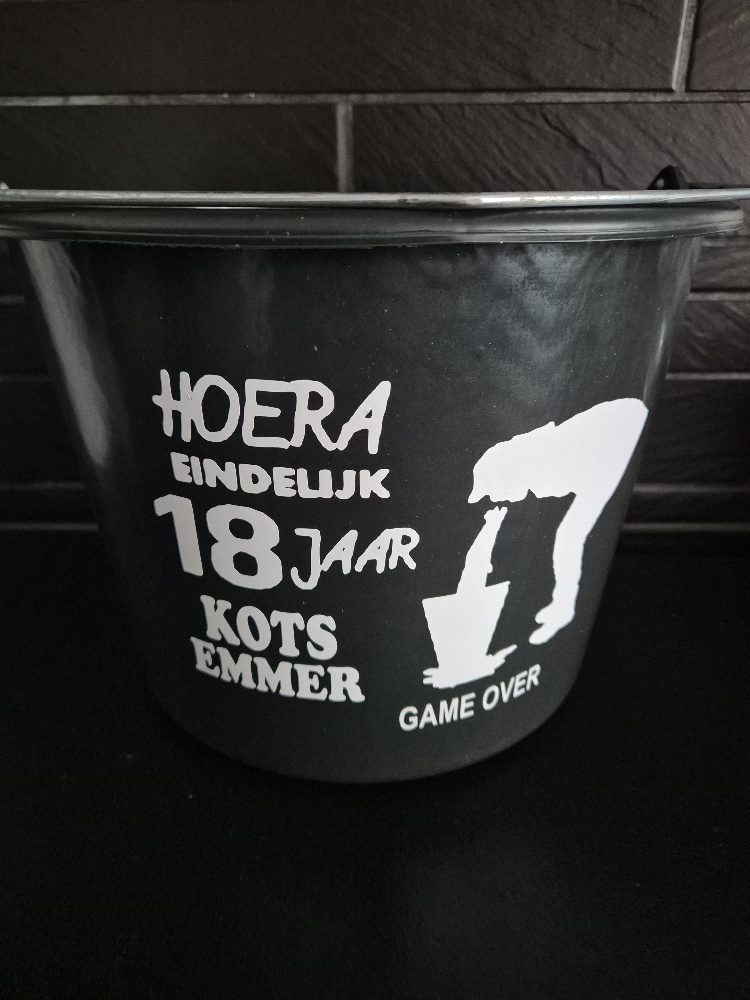 HOERA
EINDELIJK
18 JAAR
KOTS
EMMER
GAME OVER